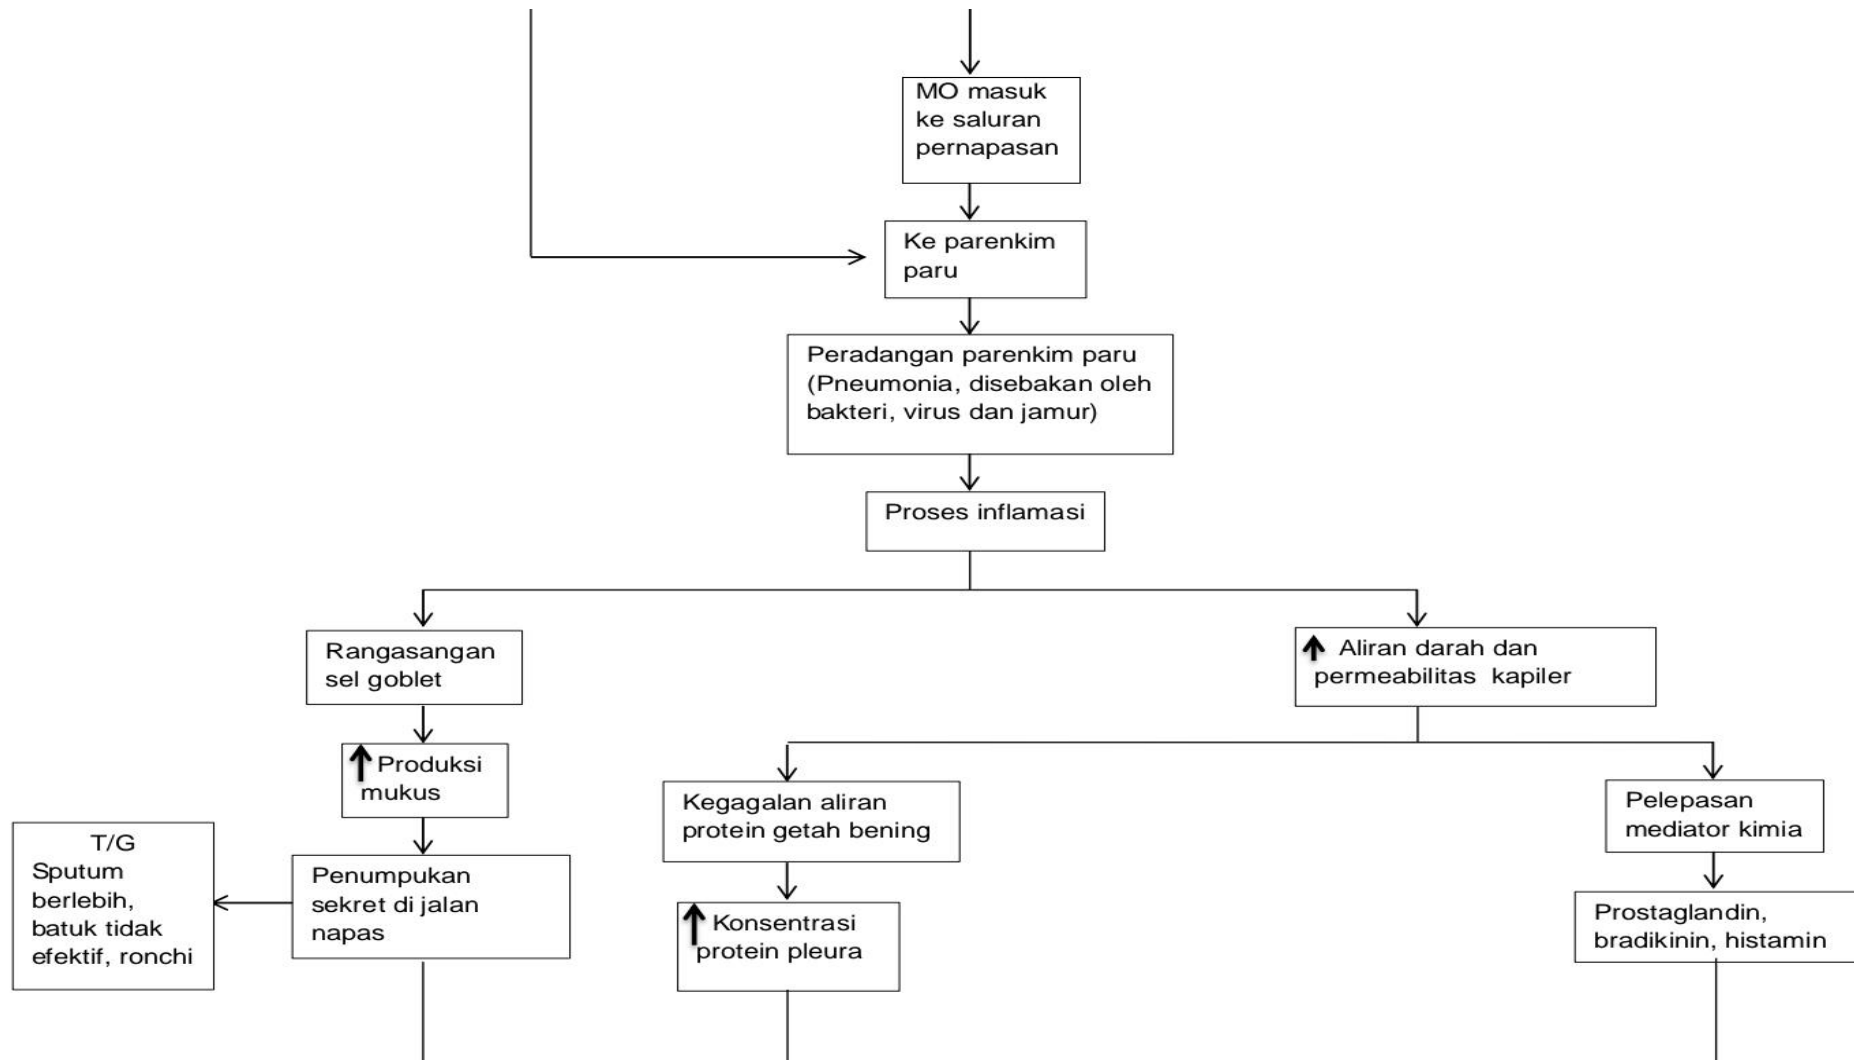 MO masuk
ke saluran
pernapasan
Ke parenkim
paru
Peradangan parenkim paru
(Pneumonia, disebakan oleh
bakteri, virus dan jamur)
Proses inflamasi
Rangasangan
sel goblet
Aliran darah dan
permeabilitas kapiler
Produksi
mukus
Kegagalan aliran
protein getah bening
Pelepasan
mediator kimia
T/G
Sputum
berlebih,
batuk tidak
efektif, ronchi
Penumpukan
sekret di jalan
napas
Konsentrasi
protein pleura
Prostaglandin,
bradikinin, histamin